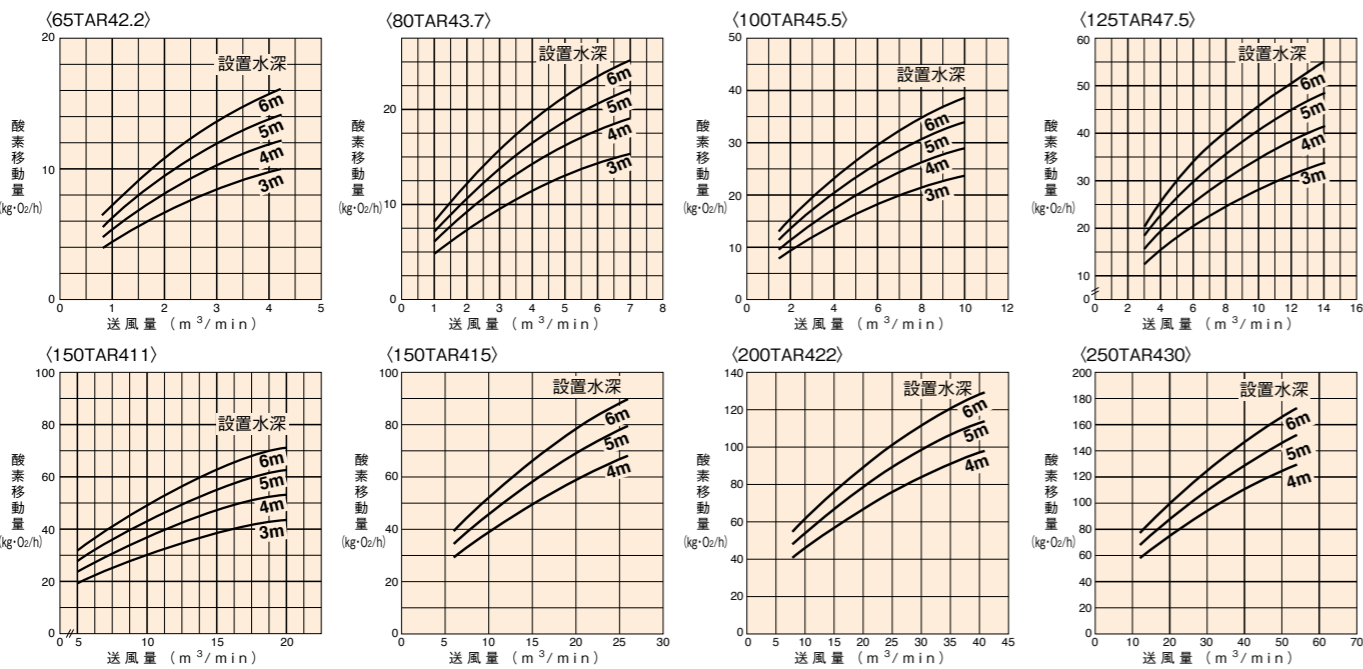 〈65TAR42.2〉
20
10
0
酸素移動量
(kg·O₂/h)
設置水深
6m
5m
4m
3m
0 1 2 3 4 5
送風量 (m³/min)
〈80TAR43.7〉
20
10
0
酸素移動量
(kg·O₂/h)
設置水深
6m
5m
4m
3m
0 1 2 3 4 5 6 7 8
送風量 (m³/min)
〈100TAR45.5〉
50
40
30
20
10
0
酸素移動量
(kg·O₂/h)
設置水深
6m
5m
4m
3m
0 2 4 6 8 10 12
送風量 (m³/min)
〈125TAR47.5〉
60
50
40
30
20
10
0
酸素移動量
(kg·O₂/h)
設置水深
6m
5m
4m
3m
0 2 4 6 8 10 12 14 16
送風量 (m³/min)
〈150TAR411〉
100
80
60
40
20
0
酸素移動量
(kg·O₂/h)
設置水深
6m
5m
4m
3m
0 5 10 15 20
送風量 (m³/min)
〈150TAR415〉
100
80
60
40
20
0
酸素移動量
(kg·O₂/h)
設置水深
6m
5m
4m
0 5 10 15 20 25 30
送風量 (m³/min)
〈200TAR422〉
140
120
100
80
60
40
20
0
酸素移動量
(kg·O₂/h)
設置水深
6m
5m
4m
0 5 10 15 20 25 30 35 40 45
送風量 (m³/min)
〈250TAR430〉
200
180
160
140
120
100
80
60
40
20
0
酸素移動量
(kg·O₂/h)
設置水深
6m
5m
4m
0 10 20 30 40 50 60 70
送風量 (m³/min)